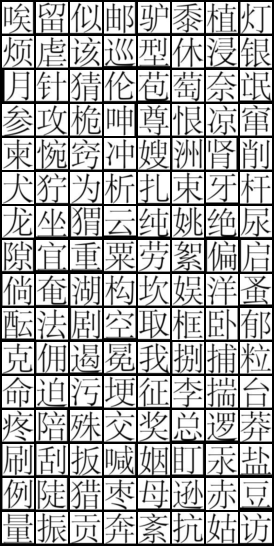 唉留似邮驴黍植灯
烦虐该巡型休浸银
月针猜伦苞萄奈氓
参攻桅呻尊恨凉窜
柬惋窍冲嫂洲肾削
犬狞为析扎束牙杆
龙坐猬云纯姚绝尿
隙宜重粟劳絮偏启
倘奄湖构坎娱洋蚤
酝法剧空取框卧郁
克佣遏冕我捌捕粒
命迫污埂征李揣台
疼陪殊交奖总逻莽
刷刮扳喊姻盯汞盐
例陡猎枣母逊赤豆
量振贡奔紊抗姑访